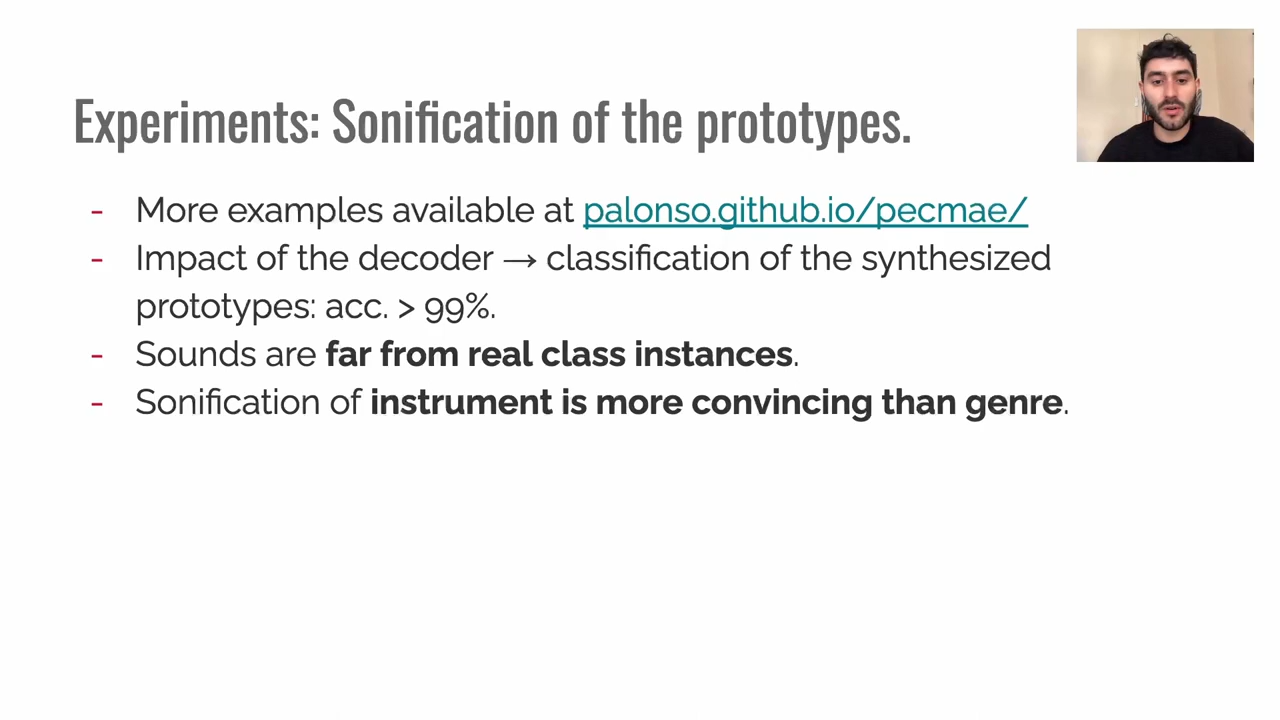 Experiments: Sonification of the prototypes.
- More examples available at palonso.github.io/pecmae/
- Impact of the decoder → classification of the synthesized
prototypes: acc. > 99%.
- Sounds are far from real class instances.
- Sonification of instrument is more convincing than genre.